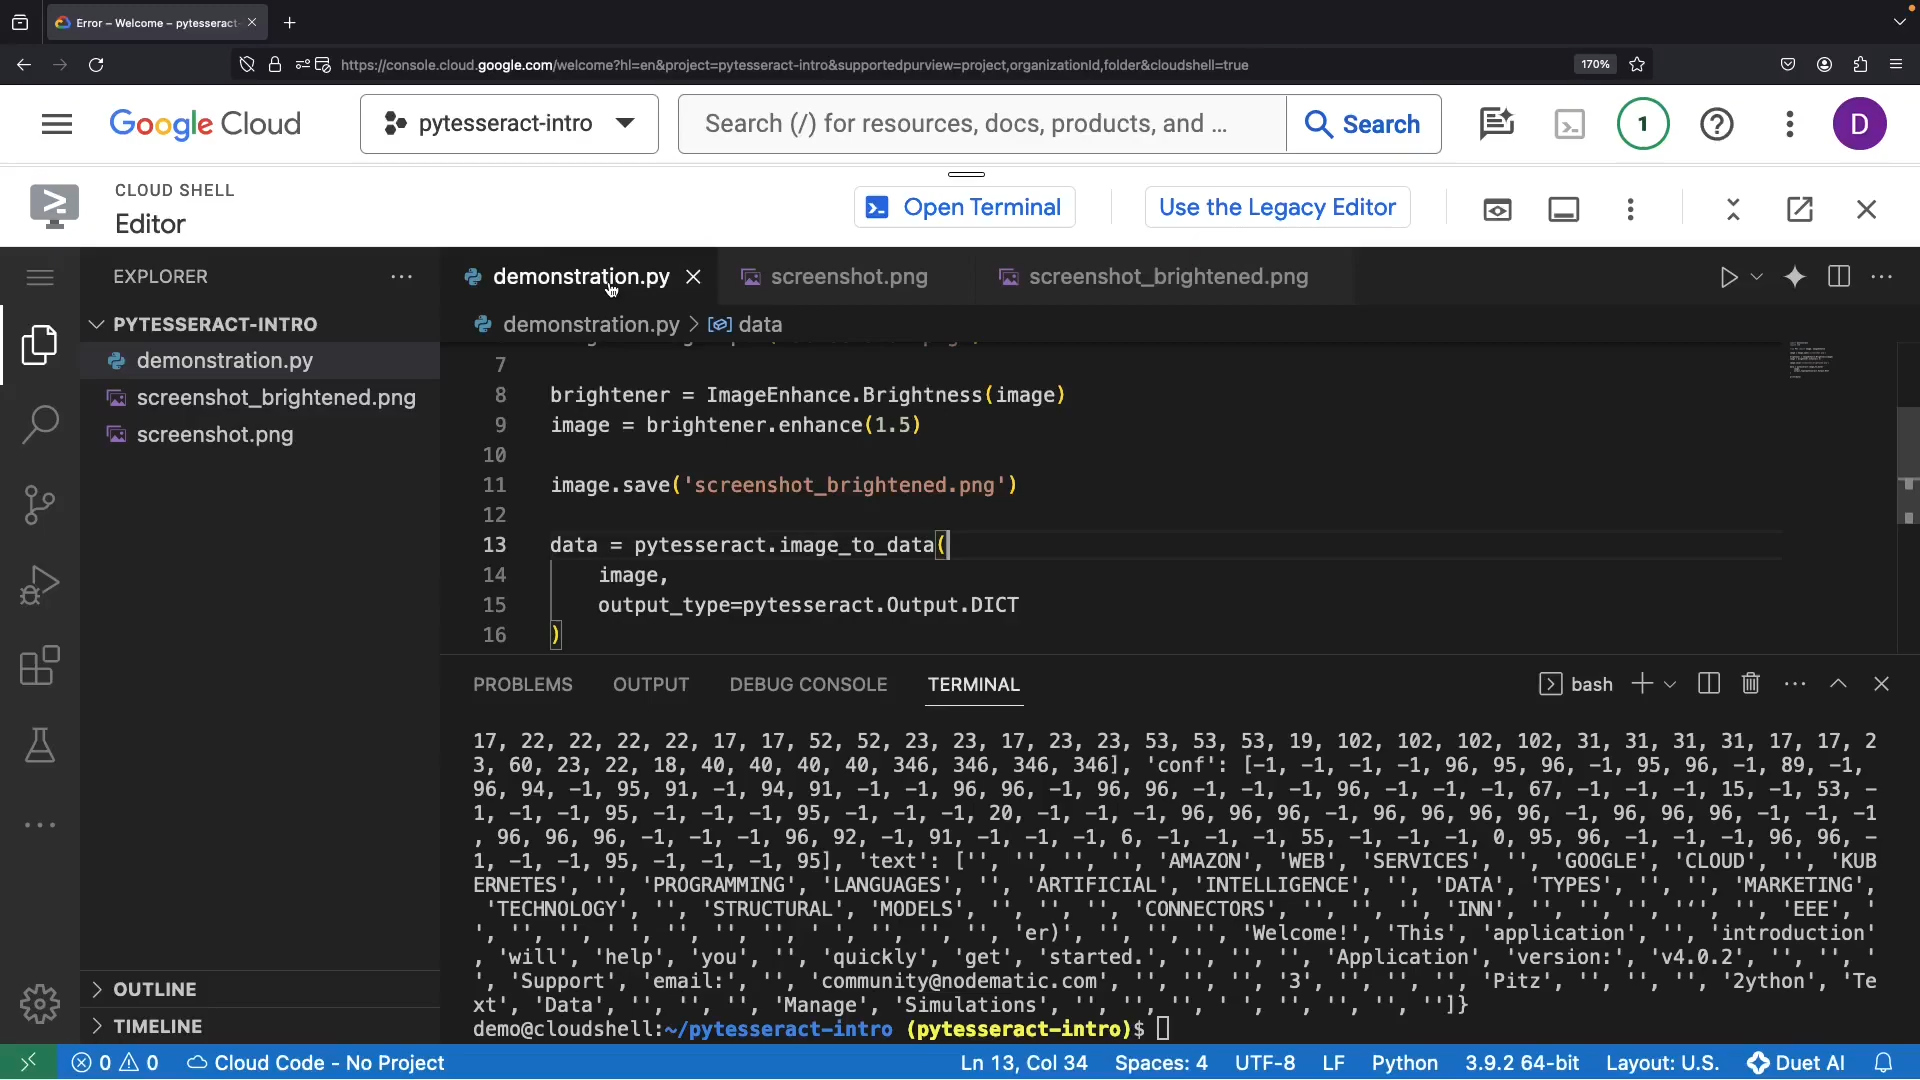 Error – Welcome – pytesseract-
https://console.cloud.google.com/welcome?hl=en&project=pytesseract-intro&supportedpurview=project,organizationId,folder&cloudshell=true
170%
Google Cloud
pytesseract-intro
Search (/) for resources, docs, products, and ...
Search
1
D
CLOUD SHELL
Editor
Open Terminal
Use the Legacy Editor
EXPLORER
PYTESSERACT-INTRO
demonstration.py
screenshot_brightened.png
screenshot.png
OUTLINE
TIMELINE
demonstration.py
screenshot.png
screenshot_brightened.png
demonstration.py > data
7
8 brightener = ImageEnhance.Brightness(image)
9 image = brightener.enhance(1.5)
10
11 image.save('screenshot_brightened.png')
12
13 data = pytesseract.image_to_data(
14 image,
15 output_type=pytesseract.Output.DICT
16 )
PROBLEMS OUTPUT DEBUG CONSOLE TERMINAL
bash
17, 22, 22, 22, 22, 17, 17, 52, 52, 23, 23, 17, 23, 23, 53, 53, 53, 19, 102, 102, 102, 102, 31, 31, 31, 31, 17, 17, 2
3, 60, 23, 22, 18, 40, 40, 40, 40, 346, 346, 346, 346], 'conf': [-1, -1, -1, -1, 96, 95, 96, -1, 95, 96, -1, 89, -1,
96, 94, -1, 95, 91, -1, 94, 91, -1, -1, 96, 96, -1, 96, 96, -1, -1, -1, 96, -1, -1, -1, 67, -1, -1, -1, 15, -1, 53, -
1, -1, -1, 95, -1, -1, -1, 95, -1, -1, -1, 20, -1, -1, -1, 96, 96, 96, -1, 96, 96, 96, 96, -1, 96, 96, 96, -1, -1, -1
, 96, 96, 96, -1, -1, -1, 96, 92, -1, 91, -1, -1, -1, 6, -1, -1, -1, 55, -1, -1, -1, 0, 95, 96, -1, -1, -1, 96, 96, -
1, -1, -1, 95, -1, -1, -1, 95], 'text': ['', '', '', '', 'AMAZON', 'WEB', 'SERVICES', '', 'GOOGLE', 'CLOUD', '', 'KUB
ERNETES', '', 'PROGRAMMING', 'LANGUAGES', '', 'ARTIFICIAL', 'INTELLIGENCE', '', 'DATA', 'TYPES', '', '', 'MARKETING',
'TECHNOLOGY', '', 'STRUCTURAL', 'MODELS', '', '', '', 'CONNECTORS', '', '', '', 'INN', '', '', '', '‘', '', 'EEE', '
', '', '', ' ', '', '', '', ' ', '', '', '', 'er)', '', '', '', 'Welcome!', 'This', 'application', '', 'introduction'
, 'will', 'help', 'you', '', 'quickly', 'get', 'started.', '', '', '', 'Application', 'version:', 'v4.0.2', '', '', '
', 'Support', 'email:', '', 'community@nodematic.com', '', '', '', '3', '', '', '', 'Pitz', '', '', '', '2ython', 'Te
xt', 'Data', '', '', '', 'Manage', 'Simulations', '', '', '', ' ', '', '', '', '']}
demo@cloudshell:~/pytesseract-intro (pytesseract-intro)$
0 0 Cloud Code - No Project
Ln 13, Col 34 Spaces: 4 UTF-8 LF Python 3.9.2 64-bit Layout: U.S. Duet AI